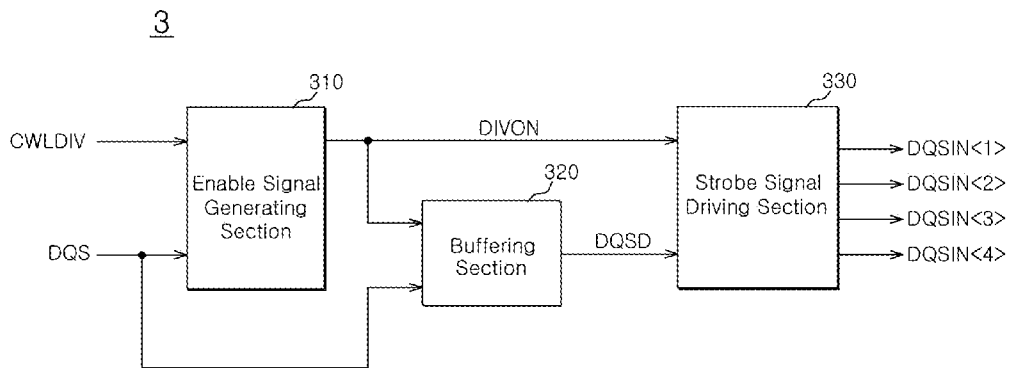 3
310
330
CWLDIV
DIVON
DQSIN<1>
Enable Signal
Generating
Section
320
Strobe Signal
Driving Section
DQSIN<2>
DQSIN<3>
DQS
Buffering
Section
DQSD
DQSIN<4>